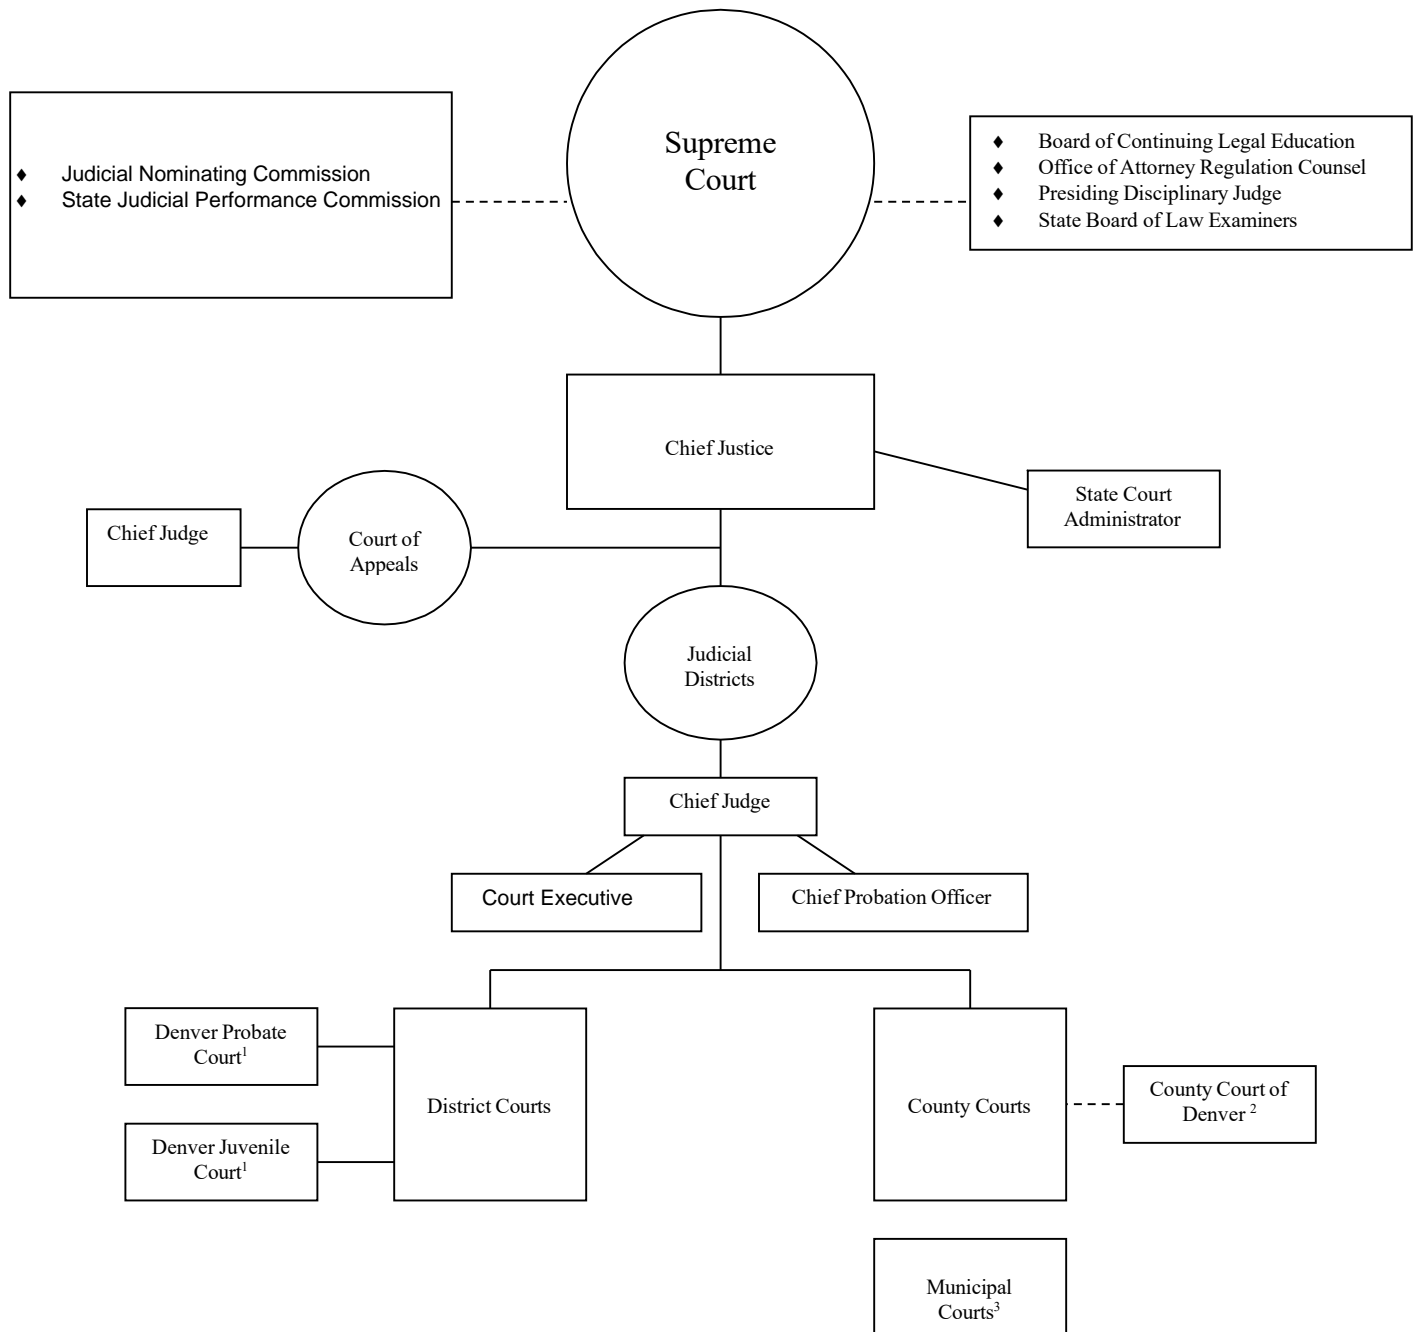 Supreme
Court
♦ Judicial Nominating Commission
♦ State Judicial Performance Commission
♦ Board of Continuing Legal Education
♦ Office of Attorney Regulation Counsel
♦ Presiding Disciplinary Judge
♦ State Board of Law Examiners
Chief Justice
State Court
Administrator
Chief Judge
Court of
Appeals
Judicial
Districts
Chief Judge
Court Executive
Chief Probation Officer
Denver Probate
Court¹
Denver Juvenile
Court¹
District Courts
County Courts
County Court of
Denver ²
Municipal
Courts³